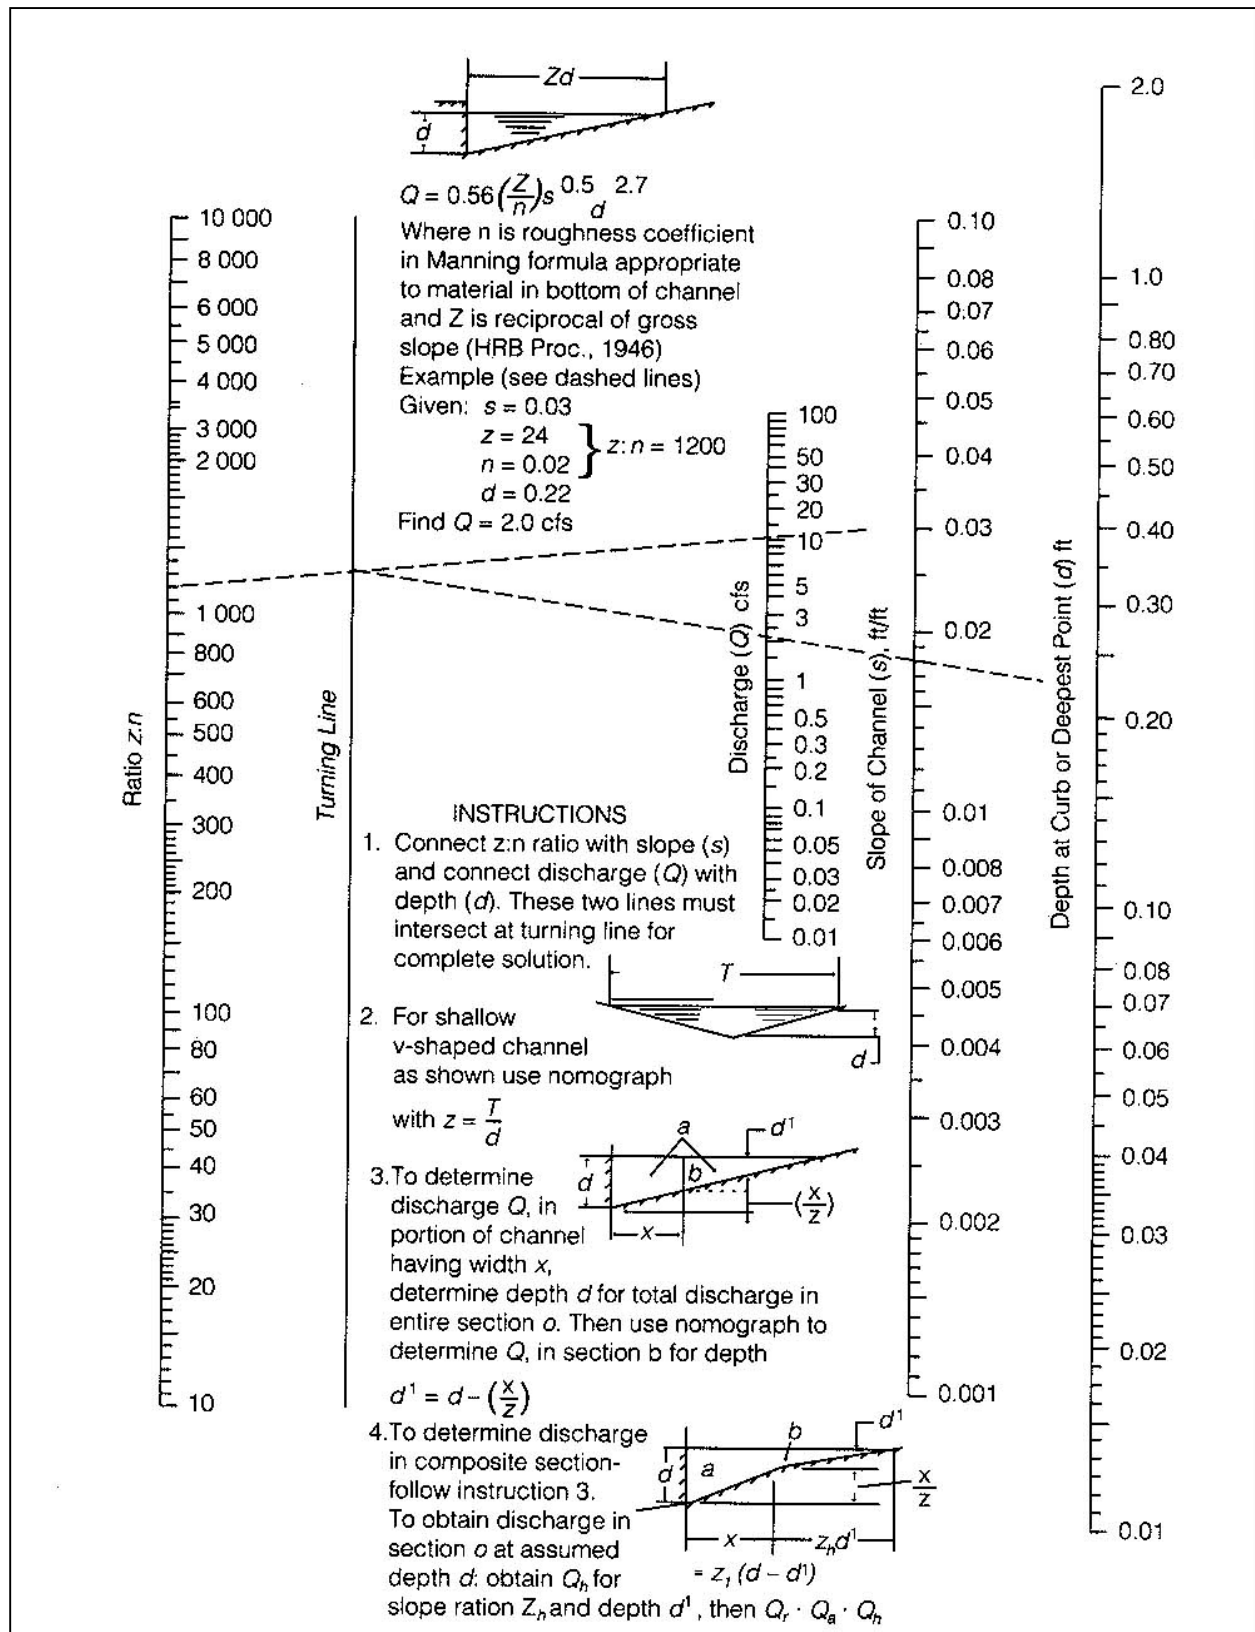 Zd
d
Q = 0.56 (Z/n) s 0.5 d 2.7
Where n is roughness coefficient
in Manning formula appropriate
to material in bottom of channel
and Z is reciprocal of gross
slope (HRB Proc., 1946)
Example (see dashed lines)
Given: s = 0.03
z = 24
n = 0.02
} z:n = 1200
d = 0.22
Find Q = 2.0 cfs
Ratio z:n
10 000
8 000
6 000
5 000
4 000
3 000
2 000
1 000
800
600
500
400
300
200
100
80
60
50
40
30
20
10
Turning Line
Discharge (Q) cfs
100
50
30
20
10
5
3
1
0.5
0.3
0.2
0.1
0.05
0.03
0.02
0.01
Slope of Channel (s), ft/ft
0.10
0.08
0.07
0.06
0.05
0.04
0.03
0.02
0.01
0.008
0.007
0.006
0.005
0.004
0.003
0.002
0.001
Depth at Curb or Deepest Point (d) ft
2.0
1.0
0.80
0.70
0.60
0.50
0.40
0.30
0.20
0.10
0.08
0.07
0.06
0.05
0.04
0.03
0.02
0.01
INSTRUCTIONS
1. Connect z:n ratio with slope (s)
and connect discharge (Q) with
depth (d). These two lines must
intersect at turning line for
complete solution.
T
d
2. For shallow
v-shaped channel
as shown use nomograph
with z = T/d
a
d¹
d
b
(x/z)
x
3.To determine
discharge Q, in
portion of channel
having width x,
determine depth d for total discharge in
entire section o. Then use nomograph to
determine Q, in section b for depth
d¹ = d – (x/z)
4.To determine discharge
in composite section-
follow instruction 3.
To obtain discharge in
section o at assumed
depth d: obtain Qh for
slope ration Zh and depth d¹, then Qr · Qa · Qh
d¹
b
d
a
x/z
x
zhd¹
= z1 (d – d¹)